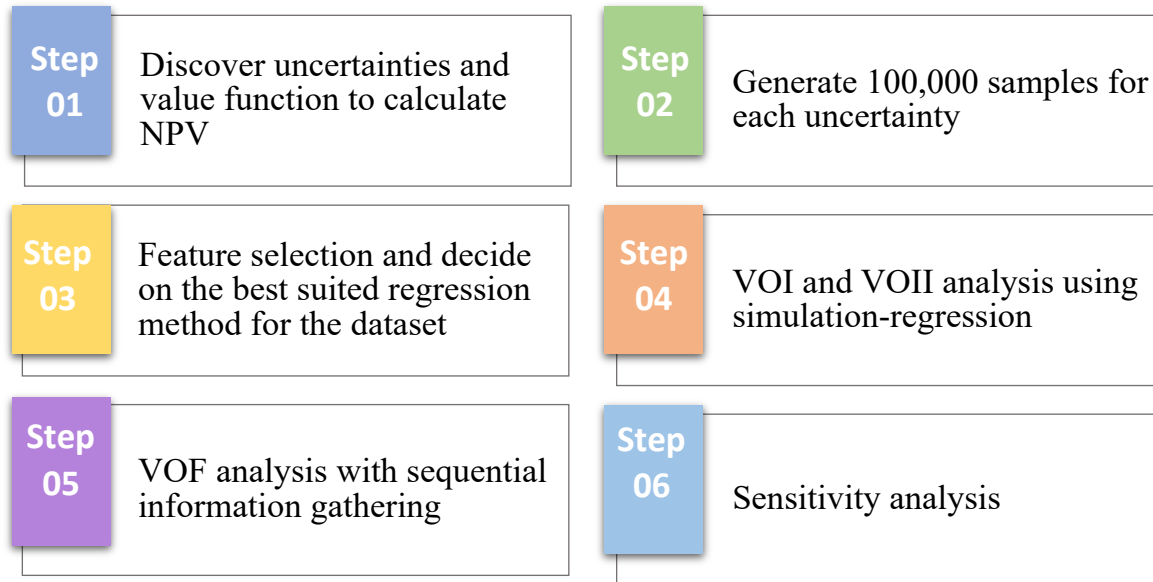 Step
01
Discover uncertainties and
value function to calculate
NPV
Step
02
Generate 100,000 samples for
each uncertainty
Step
03
Feature selection and decide
on the best suited regression
method for the dataset
Step
04
VOI and VOII analysis using
simulation-regression
Step
05
VOF analysis with sequential
information gathering
Step
06
Sensitivity analysis